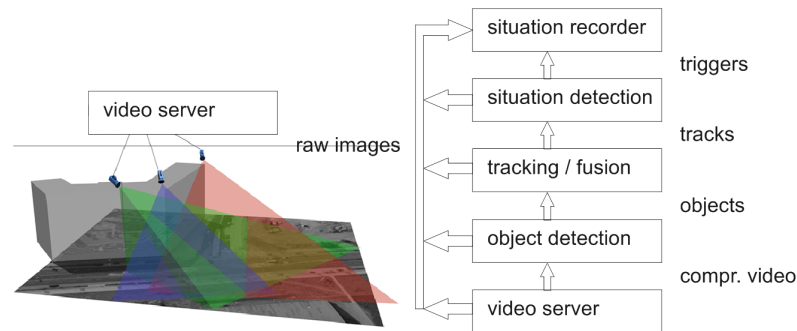 video server
raw images
situation recorder
triggers
situation detection
tracks
tracking / fusion
objects
object detection
compr. video
video server